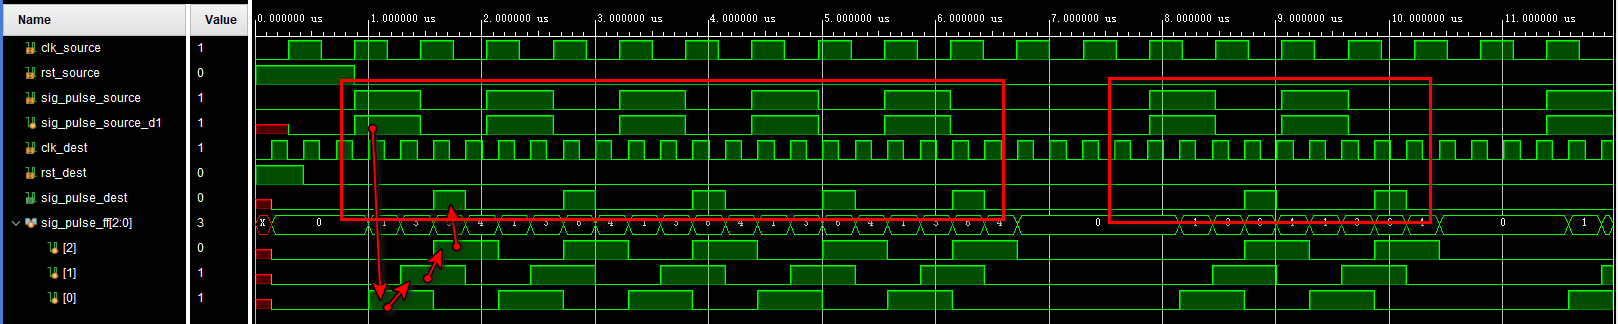 Name Value 0.000000 us 1.000000 us 2.000000 us 3.000000 us 4.000000 us 5.000000 us 6.000000 us 7.000000 us 8.000000 us 9.000000 us 10.000000 us 11.000000 us
clk_source 1
rst_source 0
sig_pulse_source 1
sig_pulse_source_d1 1
clk_dest 1
rst_dest 0
sig_pulse_dest 0
sig_pulse_ff[2:0] 3 X 0 0 0 1
[2] 0
[1] 1
[0] 1